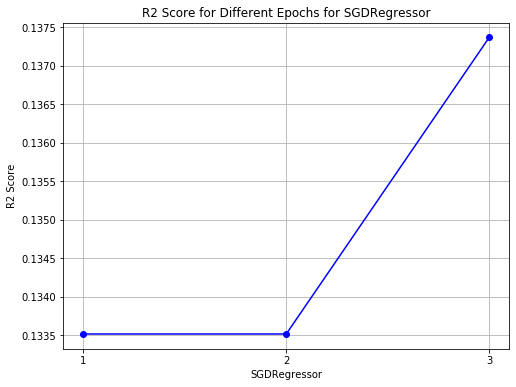 R2 Score for Different Epochs for SGDRegressor
0.1375
0.1370
0.1365
0.1360
0.1355
0.1350
0.1345
0.1340
0.1335
R2 Score
1 2 3
SGDRegressor